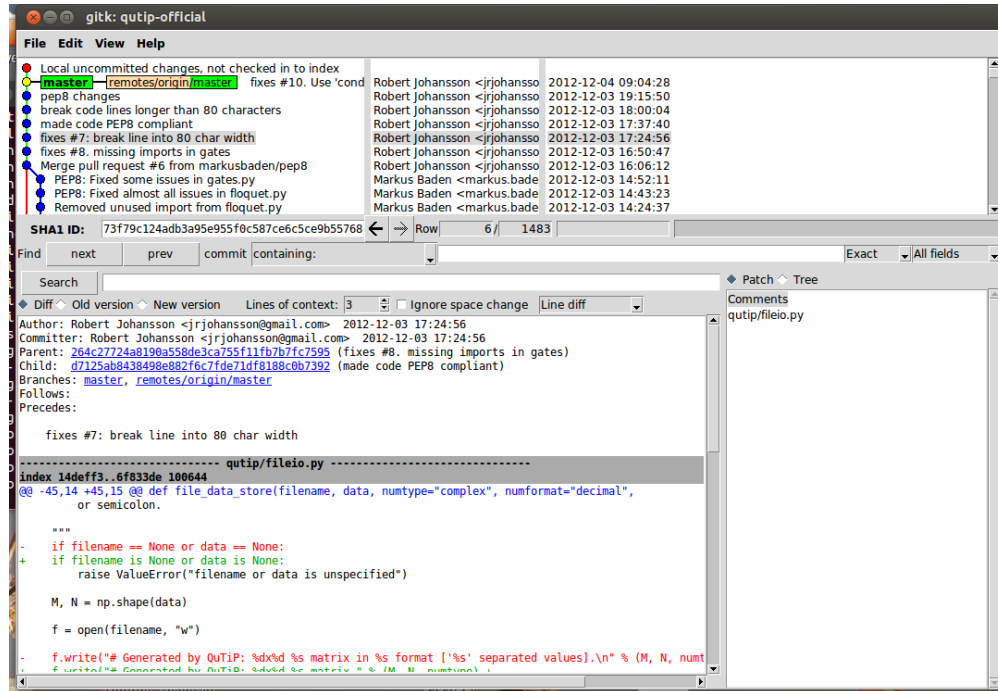 gitk: qutip-official
File Edit View Help
Local uncommitted changes, not checked in to index
master remotes/origin/master fixes #10. Use 'cond Robert Johansson <jrjohansso 2012-12-04 09:04:28
pep8 changes Robert Johansson <jrjohansso 2012-12-03 19:15:50
break code lines longer than 80 characters Robert Johansson <jrjohansso 2012-12-03 18:00:04
made code PEP8 compliant Robert Johansson <jrjohansso 2012-12-03 17:37:40
fixes #7: break line into 80 char width Robert Johansson <jrjohansso 2012-12-03 17:24:56
fixes #8. missing imports in gates Robert Johansson <jrjohansso 2012-12-03 16:50:47
Merge pull request #6 from markusbaden/pep8 Robert Johansson <jrjohansso 2012-12-03 16:06:12
PEP8: Fixed some issues in gates.py Markus Baden <markus.bade 2012-12-03 14:52:11
PEP8: Fixed almost all issues in floquet.py Markus Baden <markus.bade 2012-12-03 14:43:23
Removed unused import from floquet.py Markus Baden <markus.bade 2012-12-03 14:24:37
SHA1 ID: 73f79c124adb3a95e955f0c587ce6c5ce9b55768 Row 6 / 1483
Find next prev commit containing: Exact All fields
Search
Patch Tree
Diff Old version New version Lines of context: 3 Ignore space change Line diff
Comments
qutip/fileio.py
Author: Robert Johansson <jrjohansson@gmail.com> 2012-12-03 17:24:56
Committer: Robert Johansson <jrjohansson@gmail.com> 2012-12-03 17:24:56
Parent: 264c27724a8190a558de3ca755f11fb7b7fc7595 (fixes #8. missing imports in gates)
Child: d7125ab8438498e882f6c7fde71df8188c0b7392 (made code PEP8 compliant)
Branches: master, remotes/origin/master
Follows:
Precedes:
fixes #7: break line into 80 char width
------------------------------- qutip/fileio.py -------------------------------
index 14deff3..6f833de 100644
@@ -45,14 +45,15 @@ def file_data_store(filename, data, numtype="complex", numformat="decimal",
or semicolon.
"""
- if filename == None or data == None:
+ if filename is None or data is None:
raise ValueError("filename or data is unspecified")
M, N = np.shape(data)
f = open(filename, "w")
- f.write("# Generated by QuTiP: %dx%d %s matrix in %s format ['%s' separated values].\n" % (M, N, numt
+ f.write("# Generated by QuTiP: %dx%d %s matrix " % (M, N, numtype) +